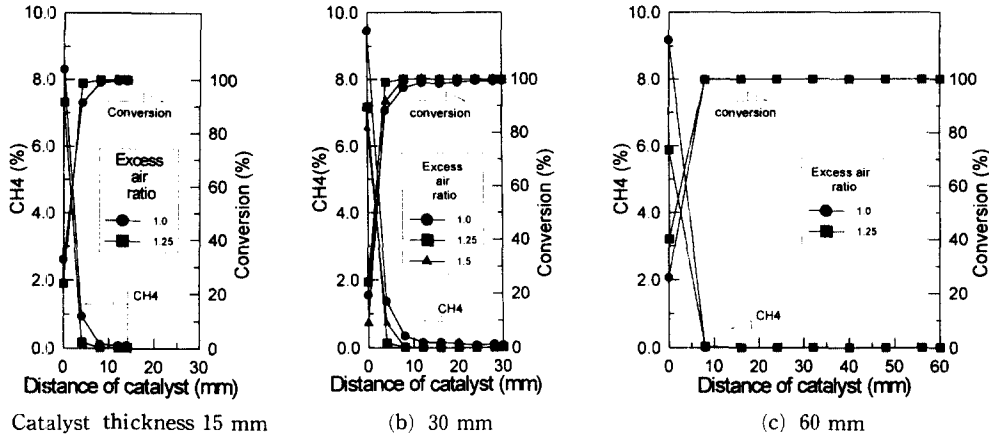 10.0
8.0
6.0
4.0
2.0
0.0
CH4 (%)
100
80
60
40
20
0
Conversion (%)
Conversion
Excess
air
ratio
1.0
1.25
CH4
0
10
20
30
Distance of catalyst (mm)
Catalyst thickness 15 mm
10.0
8.0
6.0
4.0
2.0
0.0
CH4(%)
100
80
60
40
20
0
Conversion (%)
conversion
Excess
air
ratio
1.0
1.25
1.5
CH4
0
10
20
30
Distance of catalyst (mm)
(b) 30 mm
10.0
8.0
6.0
4.0
2.0
0.0
CH4 (%)
100
80
60
40
20
0
Conversion (%)
conversion
Excess air
ratio
1.0
1.25
CH4
0
10
20
30
40
50
60
Distance of catalyst (mm)
(c) 60 mm